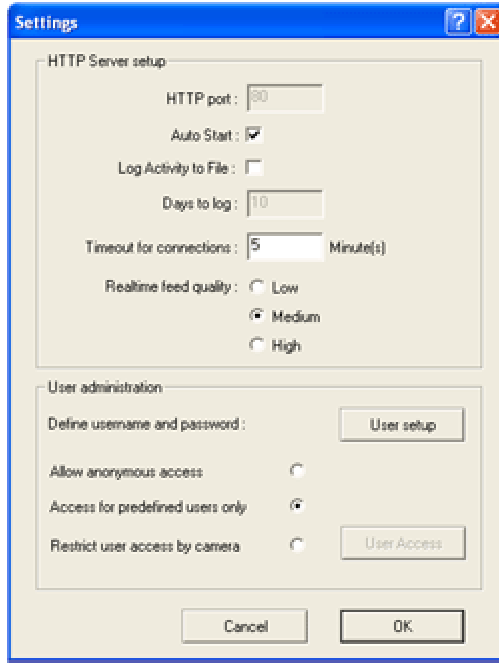 Settings
HTTP Server setup
HTTP port : 80
Auto Start :
Log Activity to File :
Days to log : 10
Timeout for connections : 5 Minute(s)
Realtime feed quality : Low
Medium
High
User administration
Define username and password : User setup
Allow anonymous access
Access for predefined users only
Restrict user access by camera User Access
Cancel OK